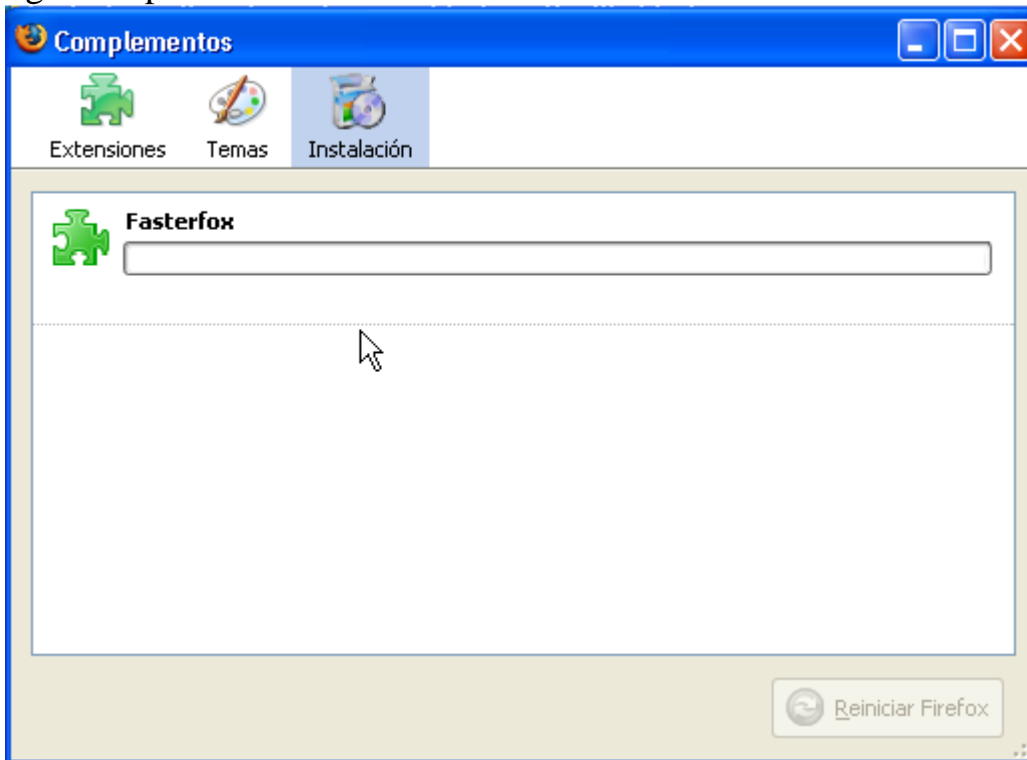 Complementos
Extensiones Temas Instalación
Fasterfox
Reiniciar Firefox